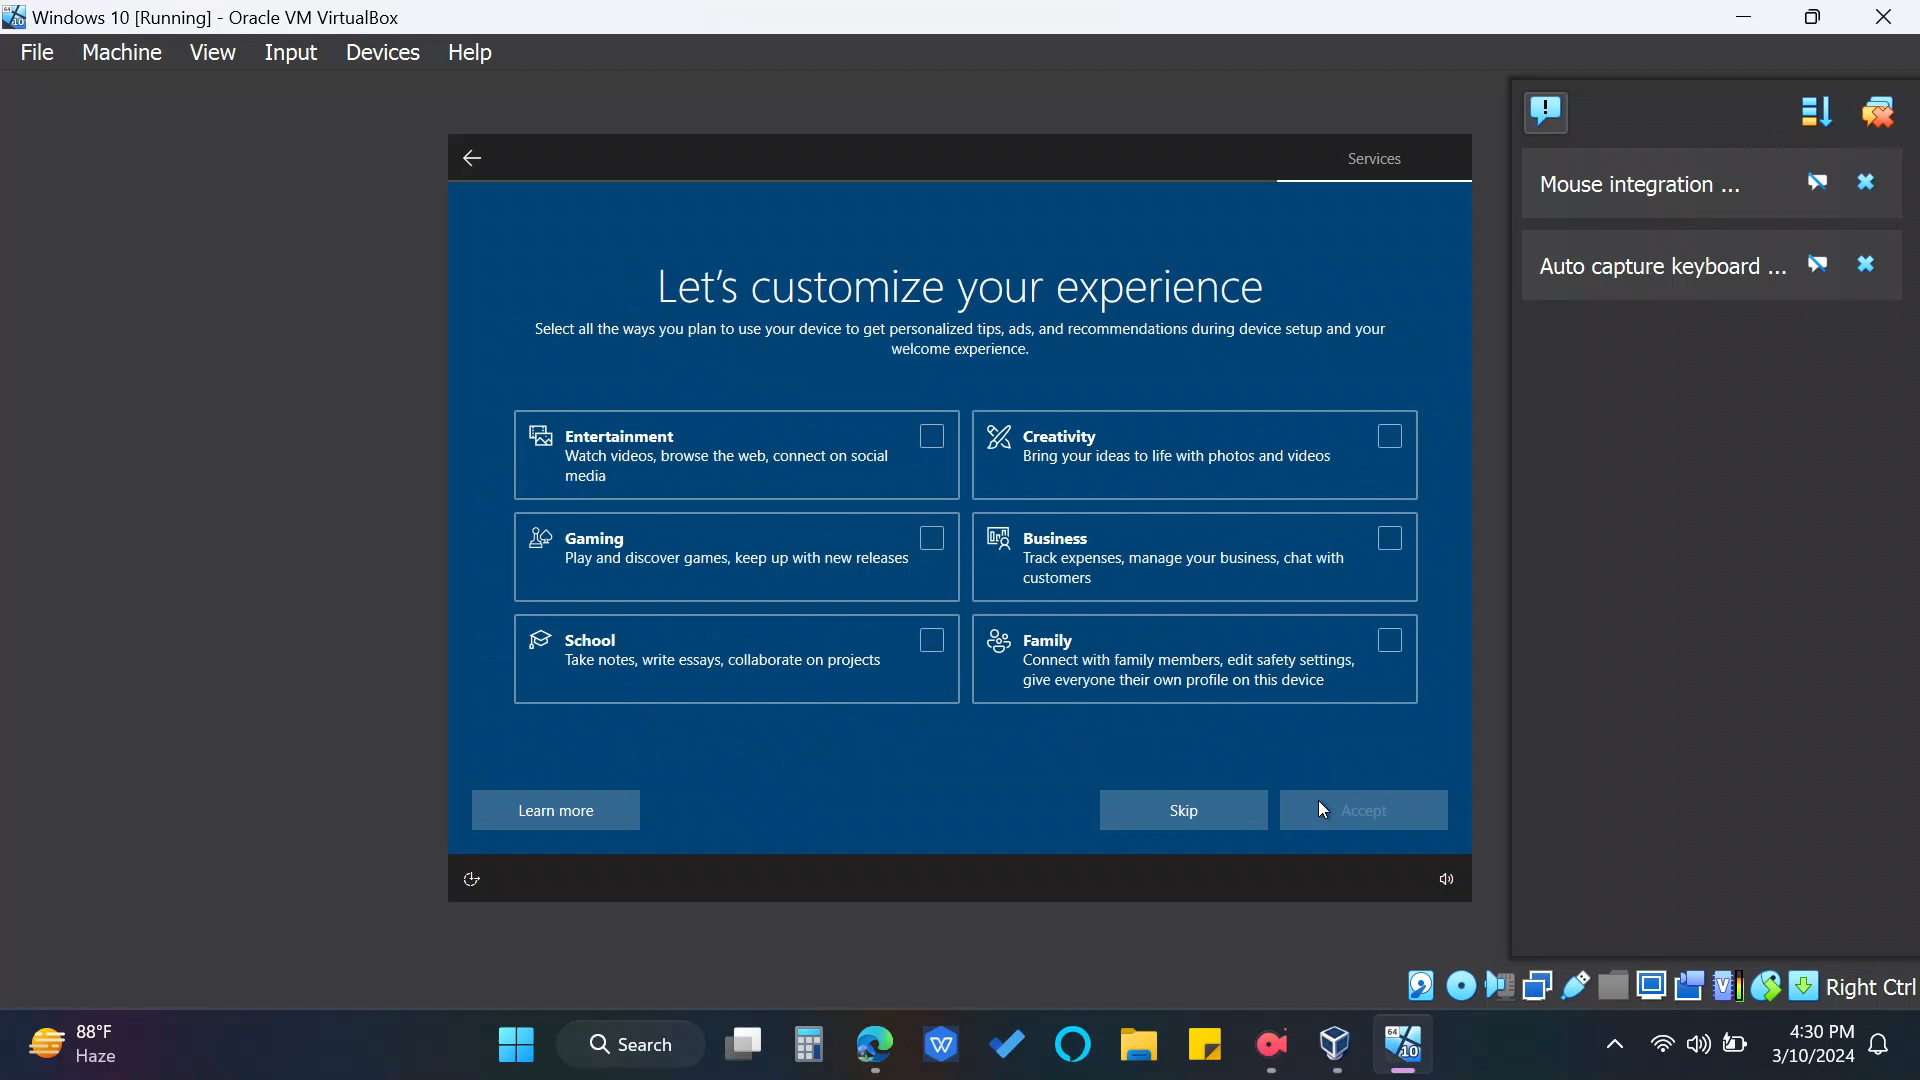 Windows 10 [Running] - Oracle VM VirtualBox
File Machine View Input Devices Help
Services
Let's customize your experience
Select all the ways you plan to use your device to get personalized tips, ads, and recommendations during device setup and your
welcome experience.
Entertainment
Watch videos, browse the web, connect on social
media
Creativity
Bring your ideas to life with photos and videos
Gaming
Play and discover games, keep up with new releases
Business
Track expenses, manage your business, chat with
customers
School
Take notes, write essays, collaborate on projects
Family
Connect with family members, edit safety settings,
give everyone their own profile on this device
Learn more
Skip
Accept
Mouse integration ...
Auto capture keyboard ...
Right Ctrl
88°F
Haze
Search
64
10
4:30 PM
3/10/2024